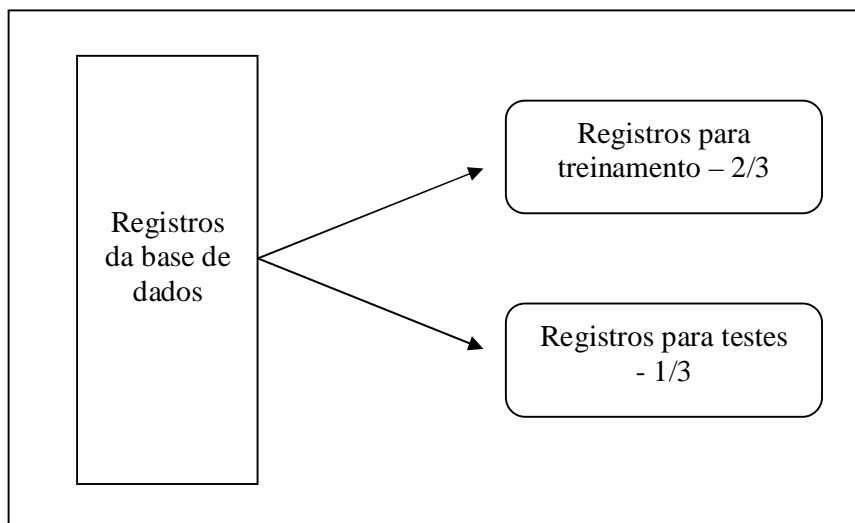 Registros
da base de
dados
Registros para
treinamento – 2/3
Registros para testes
- 1/3